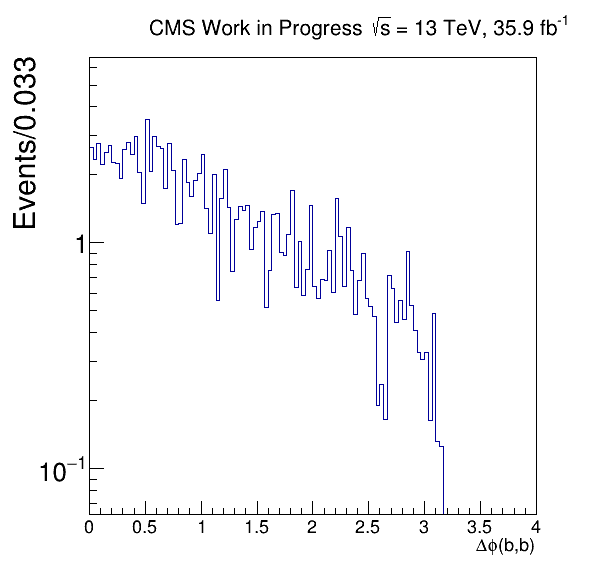 CMS Work in Progress √s = 13 TeV, 35.9 fb⁻¹
Events/0.033
1
10⁻¹
0 0.5 1 1.5 2 2.5 3 3.5 4
Δϕ(b,b)